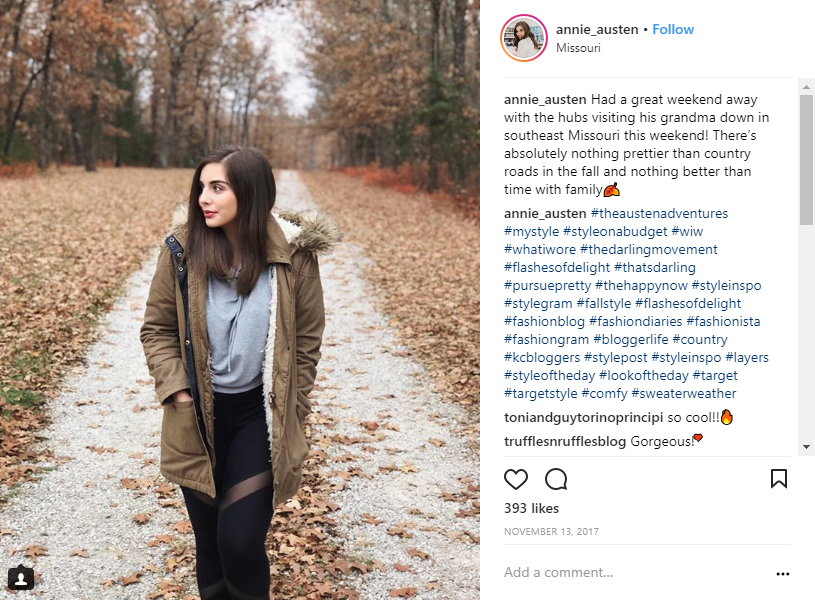 annie_austen • Follow
Missouri
annie_austen Had a great weekend away
with the hubs visiting his grandma down in
southeast Missouri this weekend! There's
absolutely nothing prettier than country
roads in the fall and nothing better than
time with family🍂
annie_austen #theaustenadventures
#mystyle #styleonabudget #wiw
#whatiwore #thedarlingmovement
#flashesofdelight #thatsdarling
#pursuepretty #thehappynow #styleinspo
#stylegram #fallstyle #flashesofdelight
#fashionblog #fashiondiaries #fashionista
#fashiongram #bloggerlife #country
#kcbloggers #stylepost #styleinspo #layers
#styleoftheday #lookoftheday #target
#targetstyle #comfy #sweaterweather
toniandguytorinoprincipi so cool!!🔥
trufflesnrufflesblog Gorgeous!❤
393 likes
NOVEMBER 13, 2017
Add a comment...